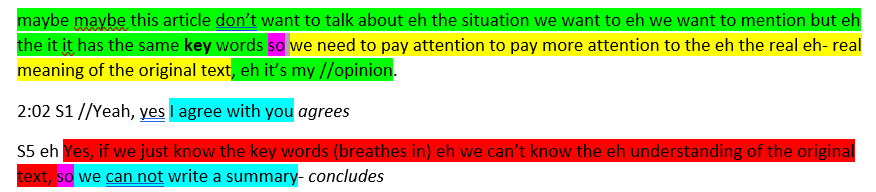 maybe maybe this article don't want to talk about eh the situation we want to eh we want to mention but eh
the it it has the same key words so we need to pay attention to pay more attention to the eh the real eh- real
meaning of the original text, eh it's my //opinion.
2:02 S1 //Yeah, yes I agree with you agrees
S5 eh Yes, if we just know the key words (breathes in) eh we can't know the eh understanding of the original
text, so we can not write a summary- concludes